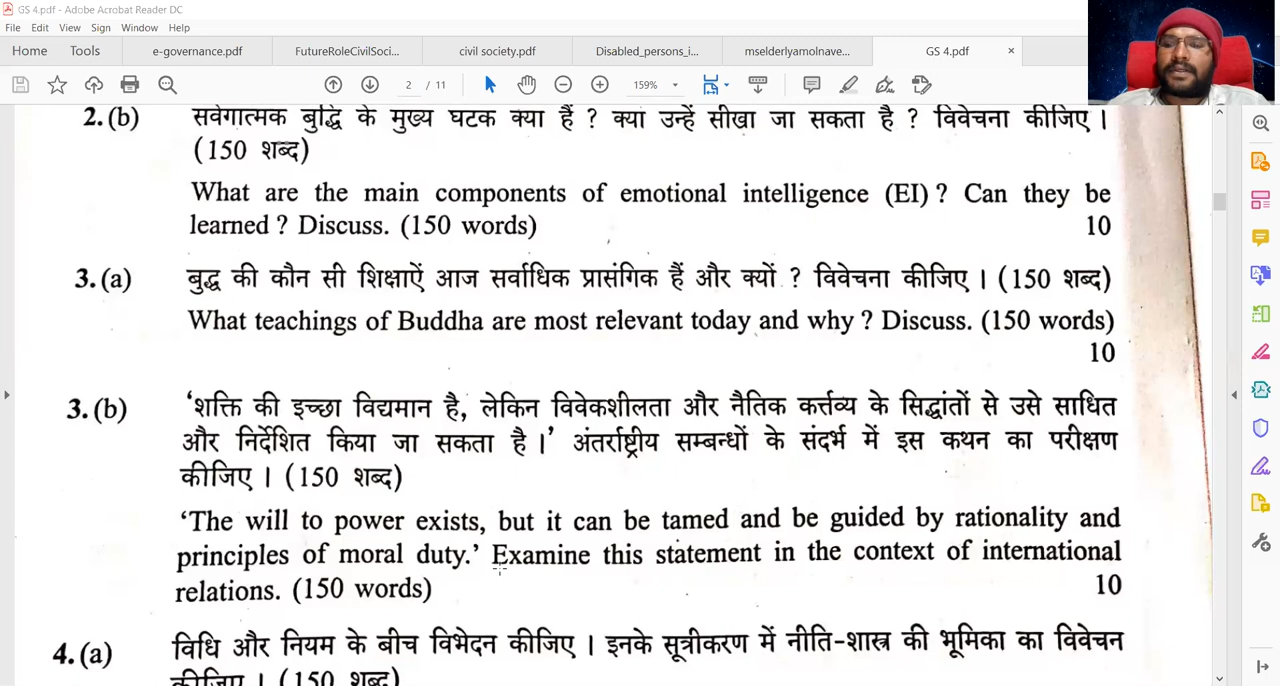 GS 4.pdf - Adobe Acrobat Reader DC
File Edit View Sign Window Help
Home Tools e-governance.pdf FutureRoleCivilSoci... civil society.pdf Disabled_persons_i... mselderlyamolnave... GS 4.pdf ×
2 / 11 159%
2.(b) संवेगात्मक बुद्धि के मुख्य घटक क्या हैं ? क्या उन्हें सीखा जा सकता है ? विवेचना कीजिए ।
(150 शब्द)
What are the main components of emotional intelligence (EI) ? Can they be
learned ? Discuss. (150 words) 10
3.(a) बुद्ध की कौन सी शिक्षाऐं आज सर्वाधिक प्रासंगिक हैं और क्यों ? विवेचना कीजिए । (150 शब्द)
What teachings of Buddha are most relevant today and why ? Discuss. (150 words)
10
3.(b) ‘शक्ति की इच्छा विद्यमान है, लेकिन विवेकशीलता और नैतिक कर्त्तव्य के सिद्धांतों से उसे साधित
और निर्देशित किया जा सकता है ।’ अंतर्राष्ट्रीय सम्बन्धों के संदर्भ में इस कथन का परीक्षण
कीजिए । (150 शब्द)
‘The will to power exists, but it can be tamed and be guided by rationality and
principles of moral duty.’ Examine this statement in the context of international
relations. (150 words) 10
4.(a) विधि और नियम के बीच विभेदन कीजिए । इनके सूत्रीकरण में नीति-शास्त्र की भूमिका का विवेचन
कीजिए । (150 शब्द)